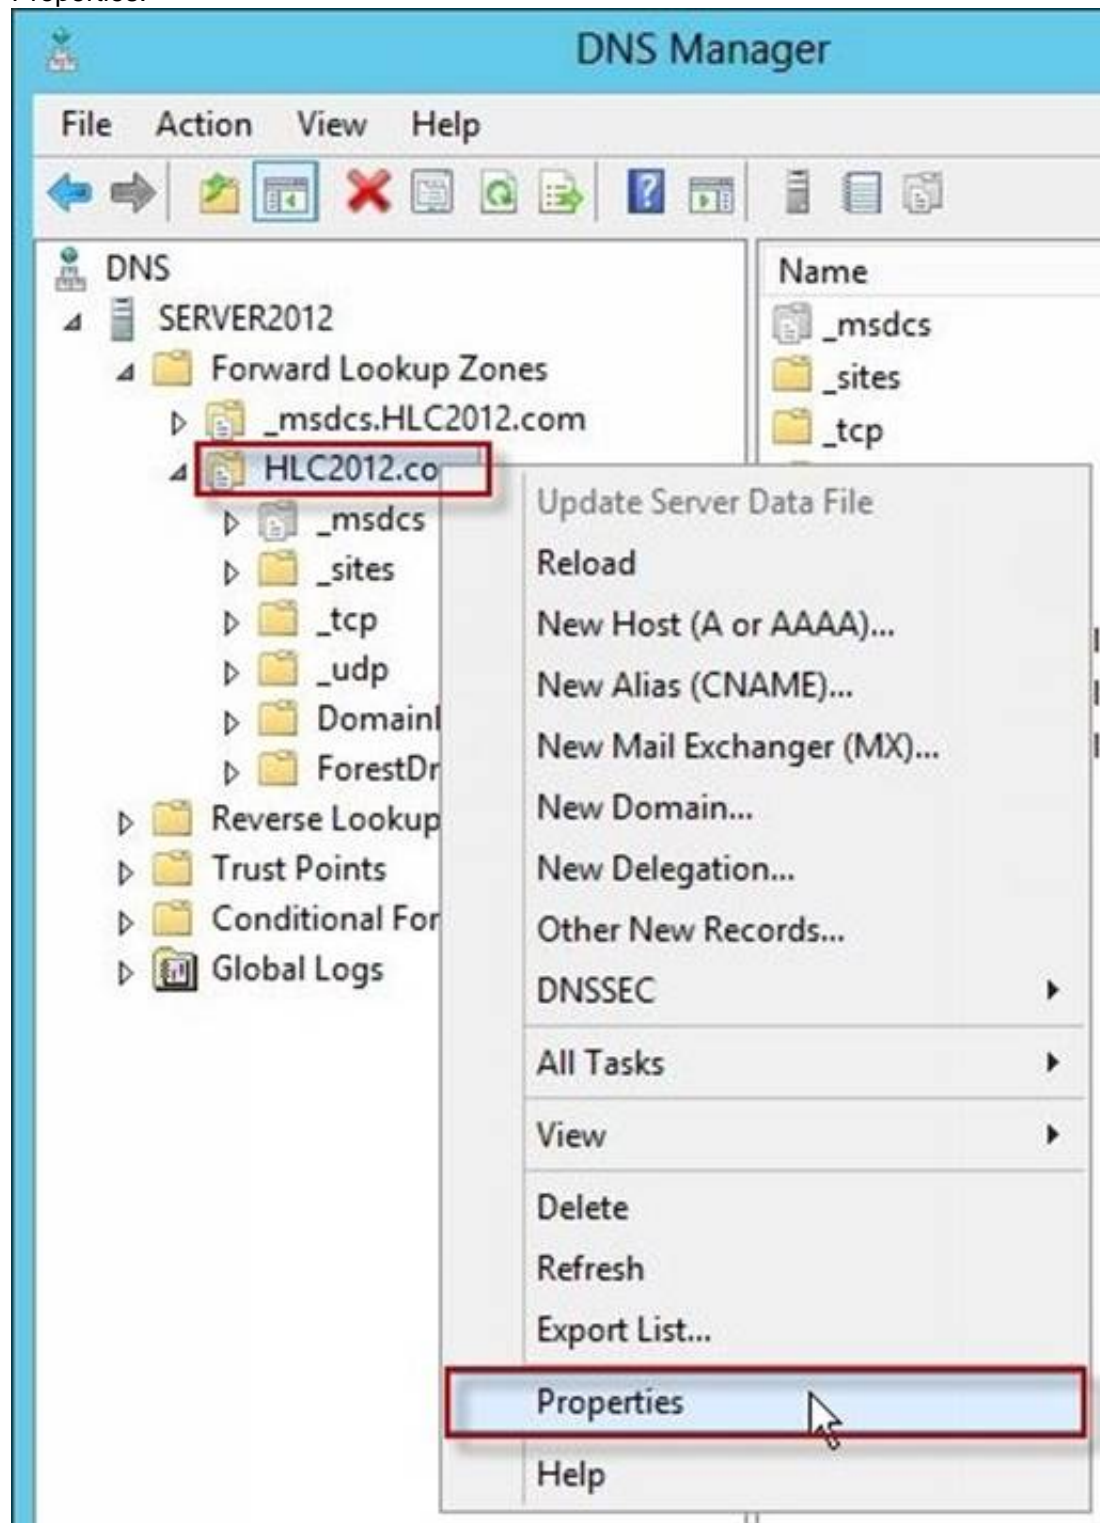 Properties.
DNS Manager
File Action View Help
DNS
SERVER2012
Forward Lookup Zones
_msdcs.HLC2012.com
HLC2012.co
_msdcs
_sites
_tcp
_udp
Domain
ForestDr
Reverse Lookup
Trust Points
Conditional For
Global Logs
Name
_msdcs
_sites
_tcp
Update Server Data File
Reload
New Host (A or AAAA)...
New Alias (CNAME)...
New Mail Exchanger (MX)...
New Domain...
New Delegation...
Other New Records...
DNSSEC
All Tasks
View
Delete
Refresh
Export List...
Properties
Help